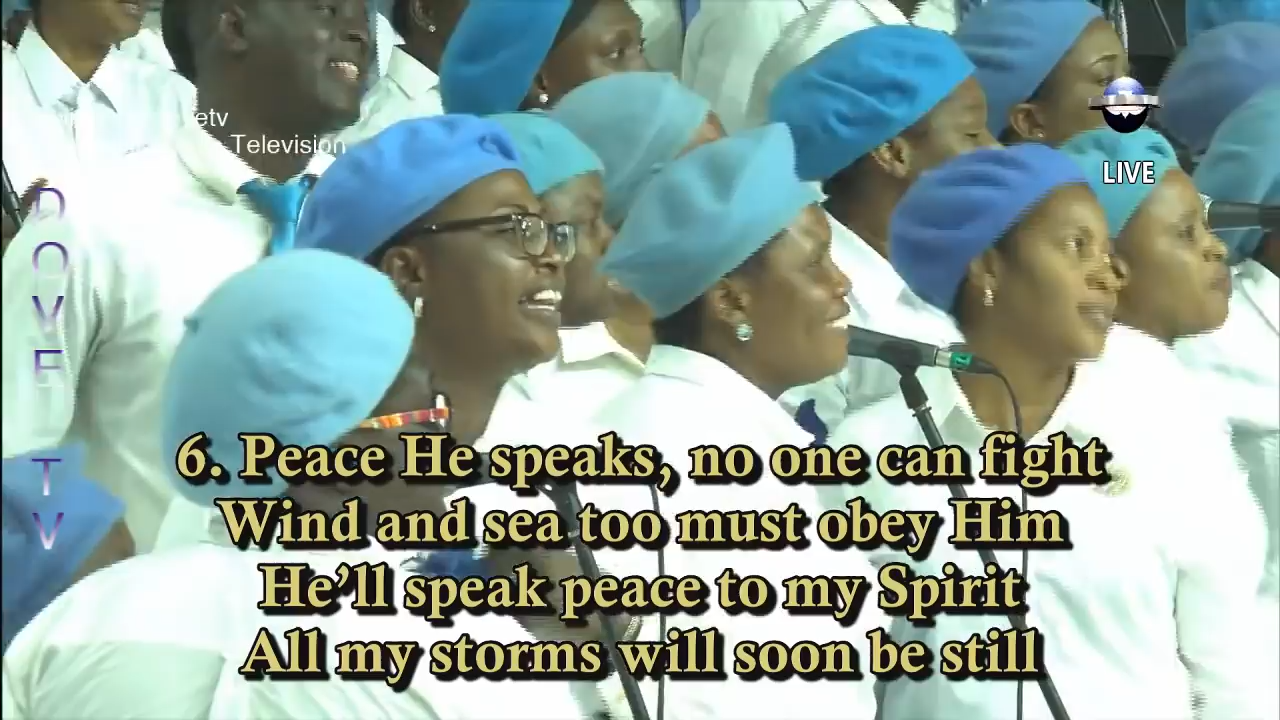 etv
Television
LIVE
DOVE TV
6. Peace He speaks, no one can fight
Wind and sea too must obey Him
He'll speak peace to my Spirit
All my storms will soon be still